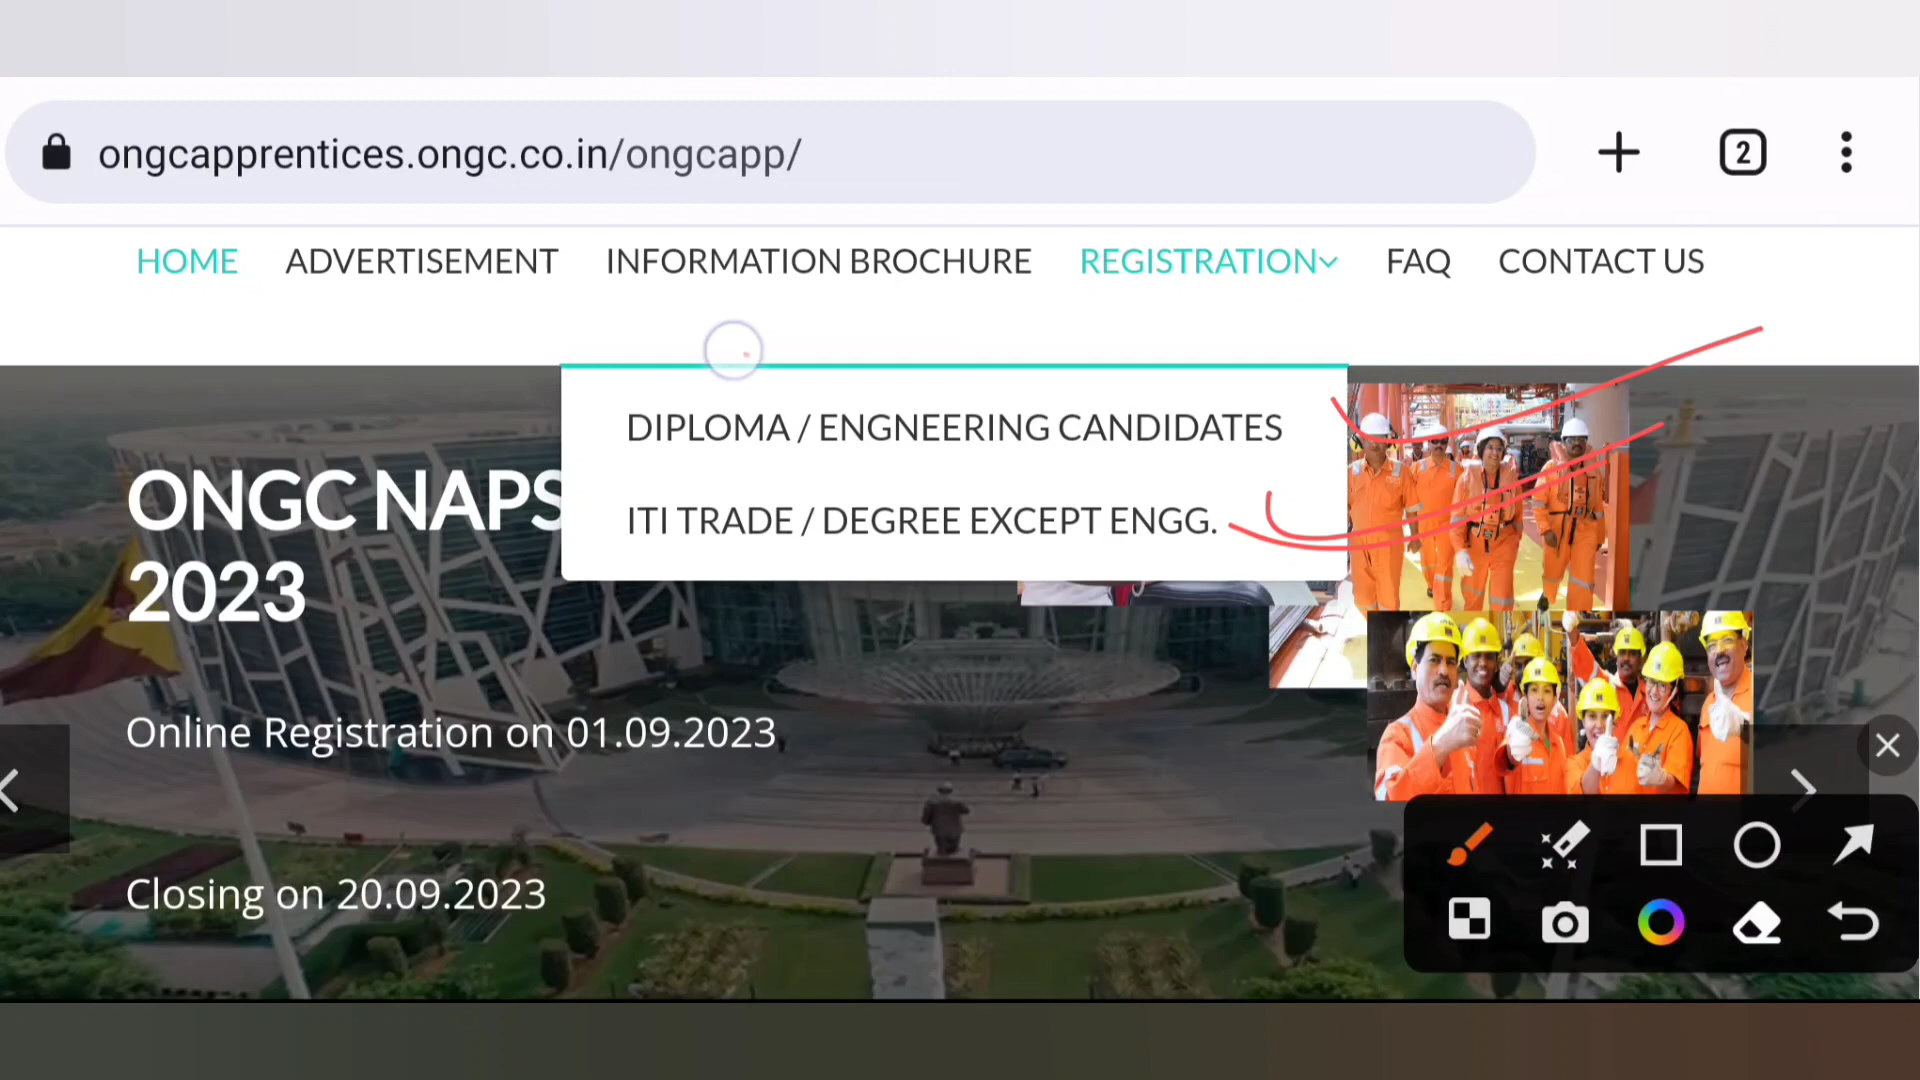 ongcapprentices.ongc.co.in/ongcapp/
2
HOME ADVERTISEMENT INFORMATION BROCHURE REGISTRATION FAQ CONTACT US
DIPLOMA / ENGNEERING CANDIDATES
ITI TRADE / DEGREE EXCEPT ENGG.
ONGC NAPS
2023
Online Registration on 01.09.2023
Closing on 20.09.2023